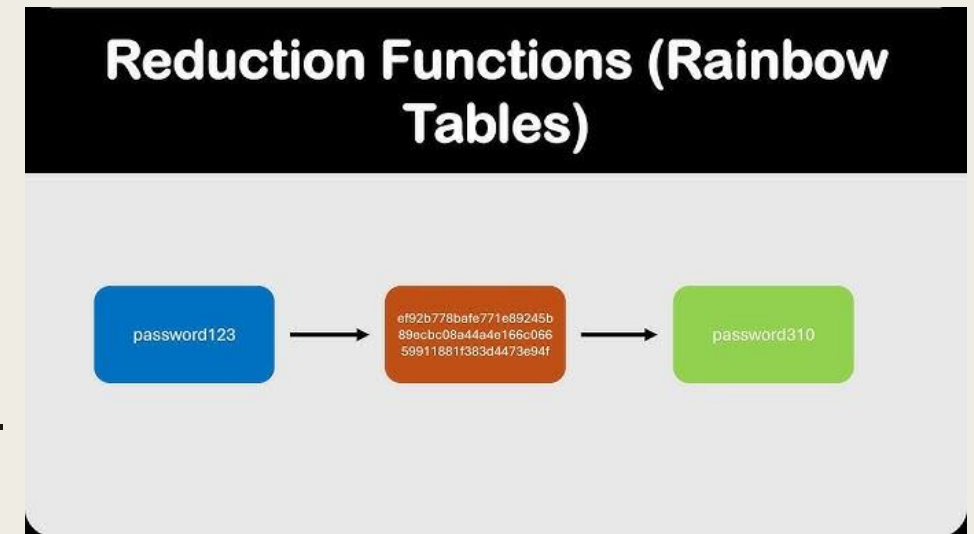 Reduction Functions (Rainbow
Tables)
password123
ef92b778bafe771e89245b
89ecbc08a44a4e166c066
59911881f383d4473e94f
password310